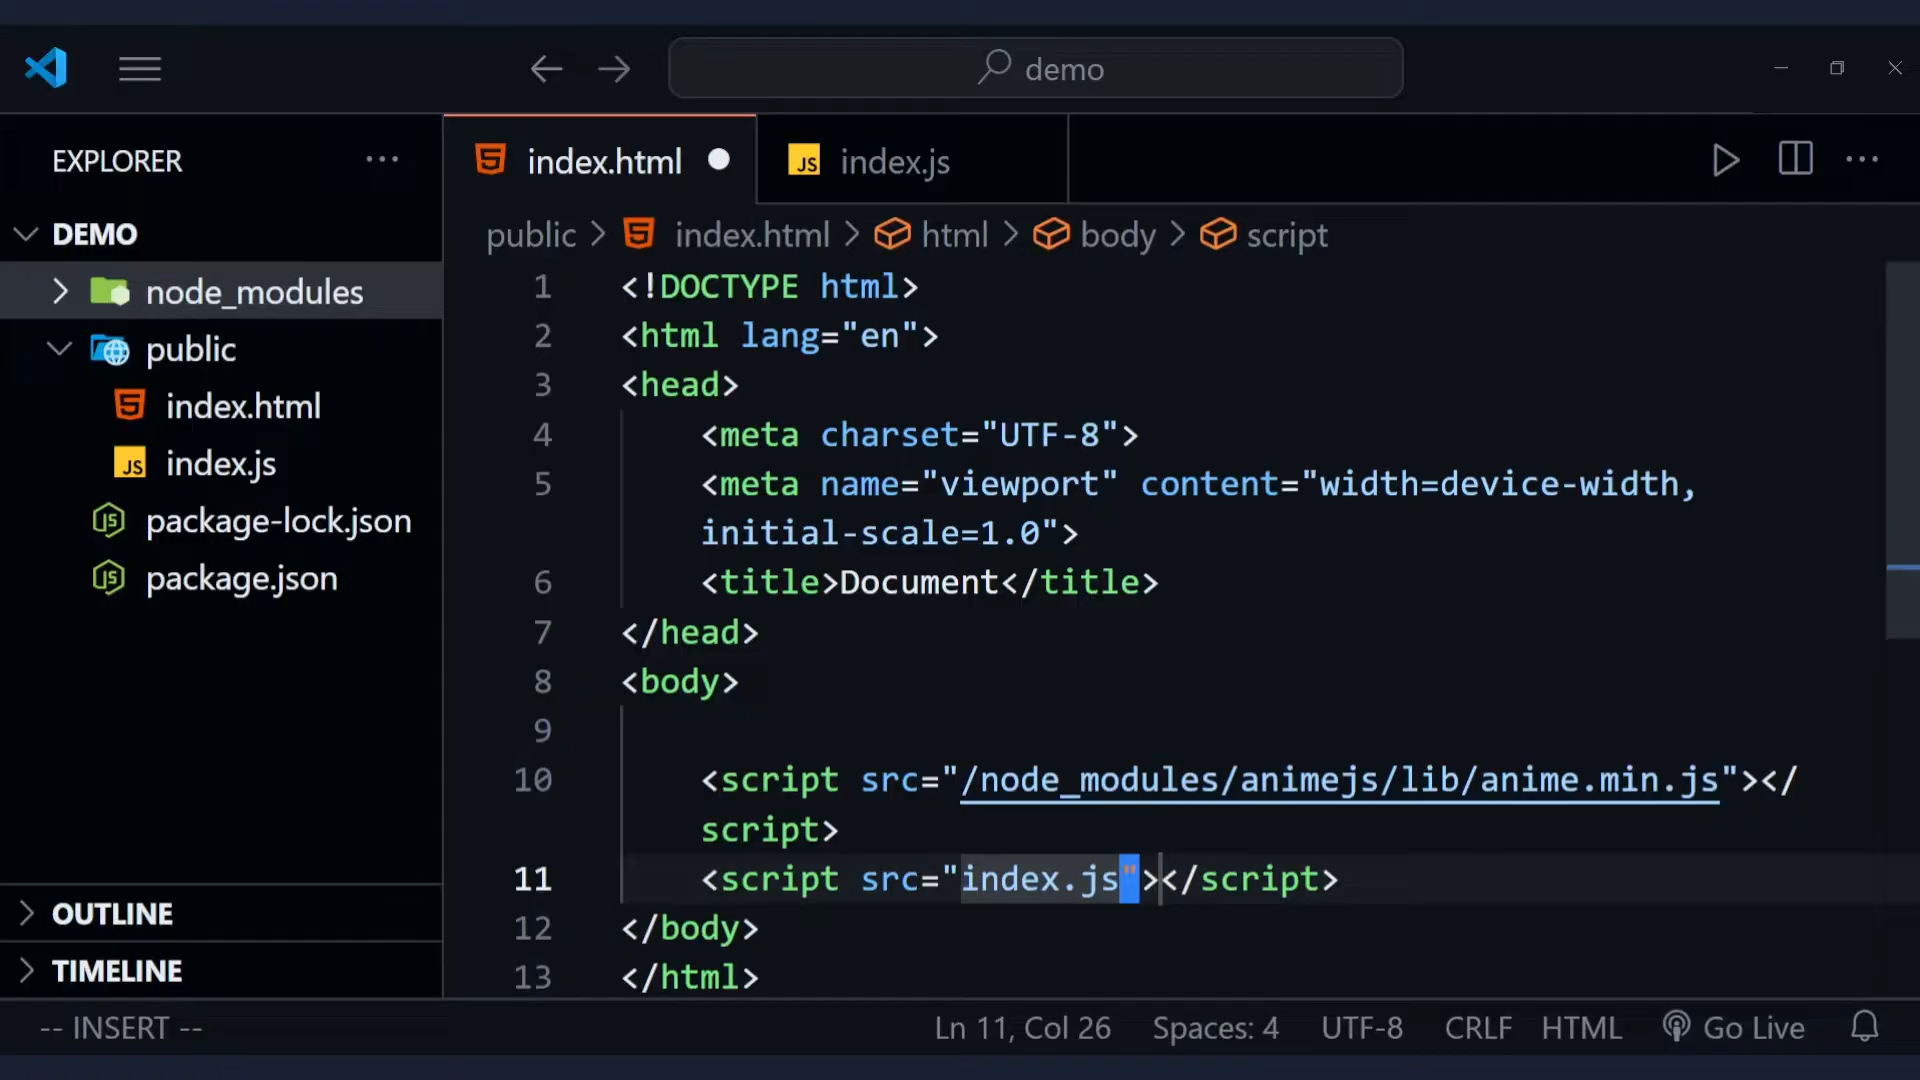 demo
EXPLORER
DEMO
node_modules
public
index.html
index.js
package-lock.json
package.json
OUTLINE
TIMELINE
index.html
JS index.js
public > index.html > html > body > script
1 <!DOCTYPE html>
2 <html lang="en">
3 <head>
4 <meta charset="UTF-8">
5 <meta name="viewport" content="width=device-width,
initial-scale=1.0">
6 <title>Document</title>
7 </head>
8 <body>
9
10 <script src="/node_modules/animejs/lib/anime.min.js"></
script>
11 <script src="index.js"></script>
12 </body>
13 </html>
-- INSERT --
Ln 11, Col 26 Spaces: 4 UTF-8 CRLF HTML Go Live